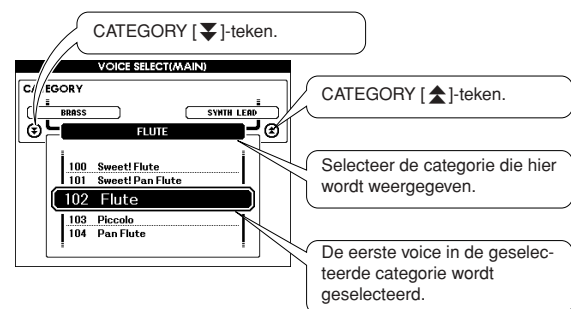 CATEGORY [ ⏬ ]-teken.
VOICE SELECT(MAIN)
CATEGORY
BRASS
SYNTH LEAD
FLUTE
100 Sweet! Flute
101 Sweet! Pan Flute
102 Flute
103 Piccolo
104 Pan Flute
CATEGORY [ ⏫ ]-teken.
Selecteer de categorie die hier
wordt weergegeven.
De eerste voice in de geselec-
teerde categorie wordt
geselecteerd.